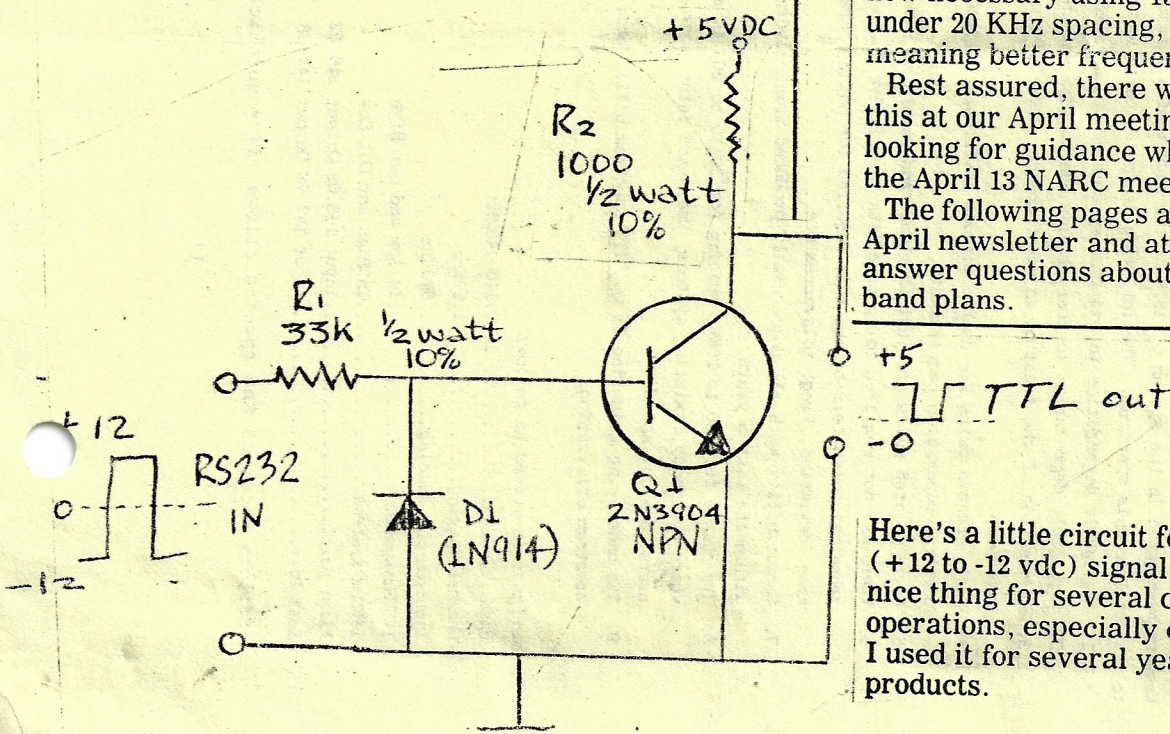 +5VDC
R2
1000
1/2 watt
10%
R1
33K 1/2 watt
10%
+12
0
-12
RS232
IN
D1
(1N914)
Q1
2N3904
NPN
+5
-0
TTL out
under 20 KHz spacing,
meaning better frequen
Rest assured, there w
this at our April meetin
looking for guidance wh
the April 13 NARC mee
The following pages a
April newsletter and at
answer questions about
band plans.
Here's a little circuit f
(+12 to -12 vdc) signal
nice thing for several c
operations, especially
I used it for several yea
products.